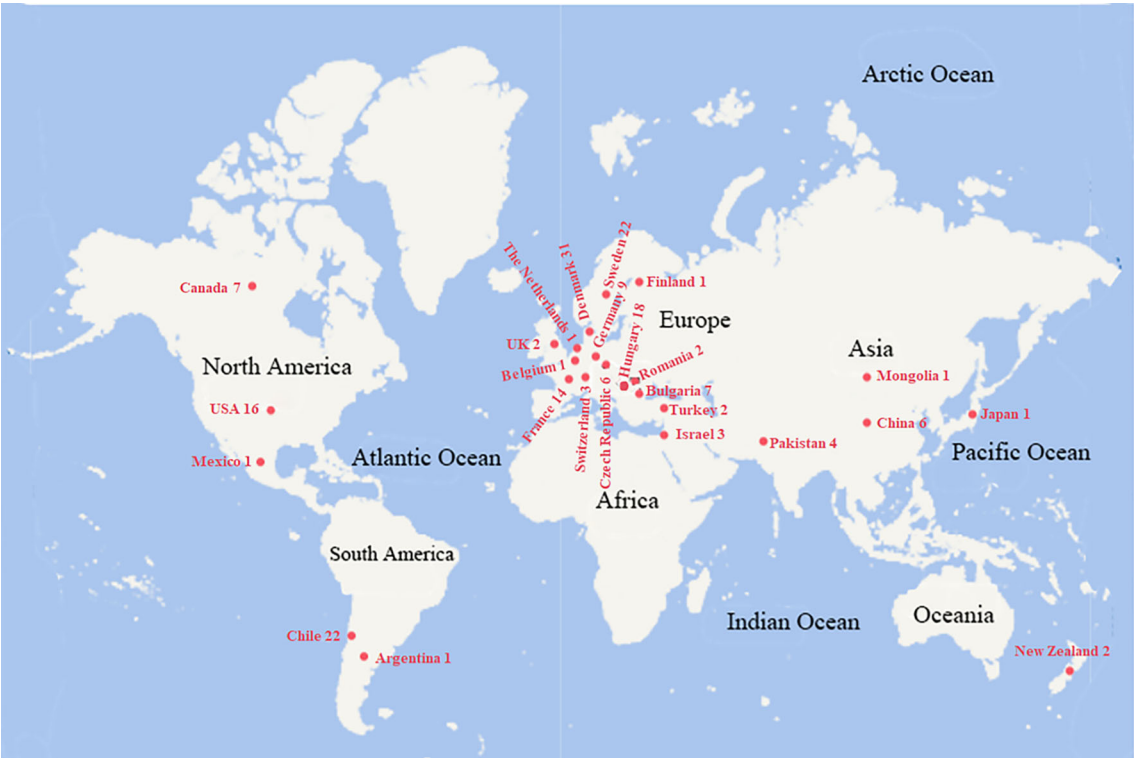 Arctic Ocean
Sweden 22
Denmark 31
The Netherlands 1
Finland 1
Canada 7
Germany 9
Hungary 18
Europe
UK 2
Asia
North America
Belgium 1
Romania 2
Mongolia 1
Bulgaria 7
France 14
Switzerland 3
Czech Republic 6
USA 16
Turkey 2
Japan 1
China 6
Israel 3
Pakistan 4
Pacific Ocean
Mexico 1
Atlantic Ocean
Africa
South America
Oceania
Indian Ocean
Chile 22
New Zealand 2
Argentina 1